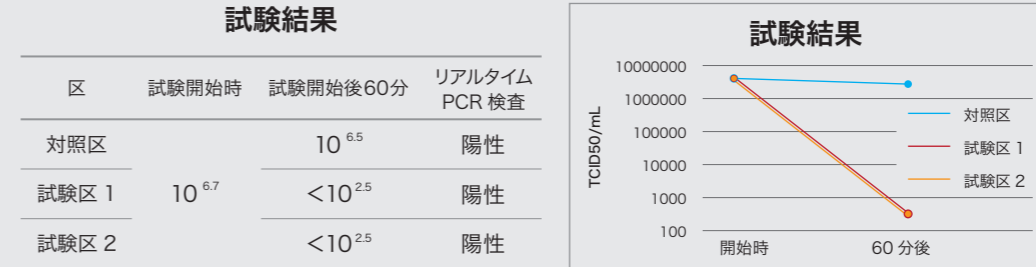 試験結果
区 試験開始時 試験開始後60分 リアルタイム
PCR 検査
対照区 10 6.5 陽性
試験区 1 10 6.7 <10 2.5 陽性
試験区 2 <10 2.5 陽性
試験結果
TCID50/mL
10000000
1000000
100000
10000
1000
100
開始時 60 分後
対照区
試験区 1
試験区 2